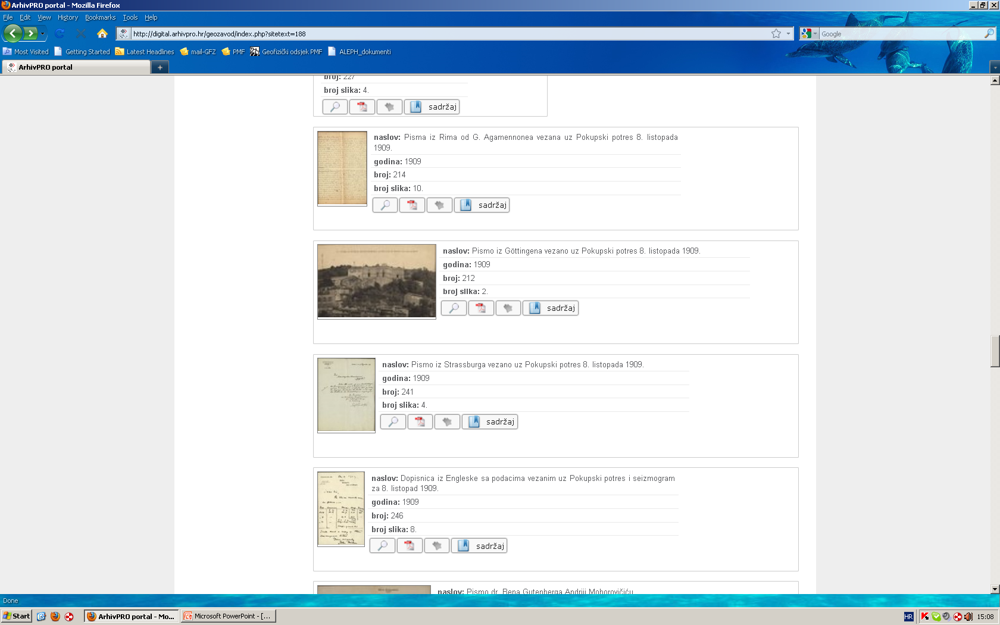 ArhivPRO portal - Mozilla Firefox
File Edit View History Bookmarks Tools Help
http://digital.arhivpro.hr/geozavod/index.php?sitetext=188
Google
Most Visited Getting Started Latest Headlines mail-GFZ PMF Geofizički odsjek PMF ALEPH_dokumenti
ArhivPRO portal
broj: 227
broj slika: 4.
sadržaj
naslov: Pisma iz Rima od G. Agamennonea vezana uz Pokupski potres 8. listopada
1909.
godina: 1909
broj: 214
broj slika: 10.
sadržaj
naslov: Pismo iz Göttingena vezano uz Pokupski potres 8. listopada 1909.
godina: 1909
broj: 212
broj slika: 2.
sadržaj
naslov: Pismo iz Strassburga vezano uz Pokupski potres 8. listopada 1909.
godina: 1909
broj: 241
broj slika: 4.
sadržaj
naslov: Dopisnica iz Engleske sa podacima vezanim uz Pokupski potres i seizmogram
za 8. listopad 1909.
godina: 1909
broj: 246
broj slika: 8.
sadržaj
naslov: Pismo dr. Bena Gutenberga Andriji Mohorovičiću
Done
Start ArhivPRO portal - Mo... Microsoft PowerPoint - [... HR 15:08